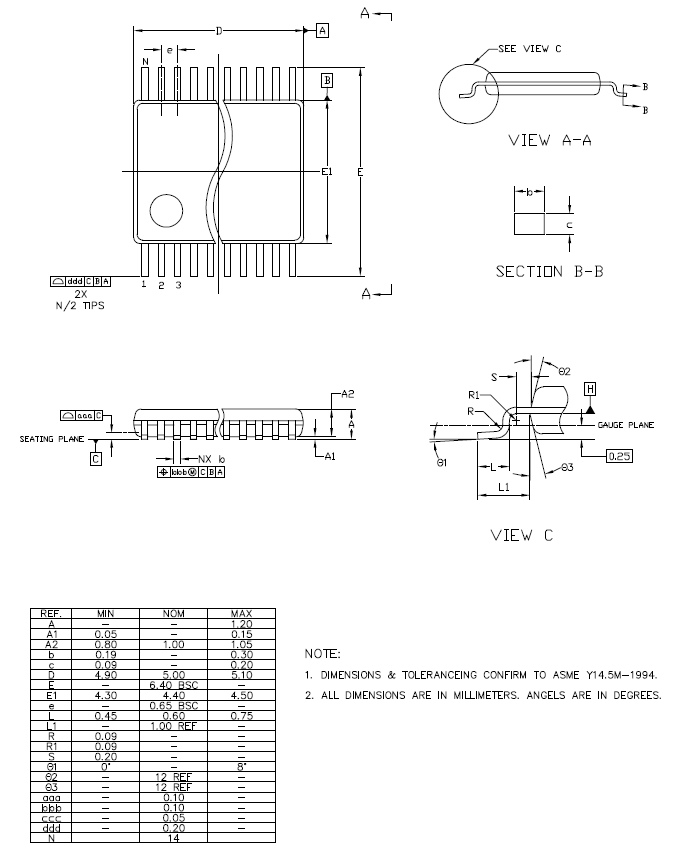 A
D
A
e
N
B
E1
E
1 2 3
ddd C B A
2X
N/2 TIPS
A
SEE VIEW C
B
B
VIEW A-A
b
c
SECTION B-B
aaa C
SEATING PLANE
C
NX b
bbb M C B A
A2
A
A1
S
θ2
R1
R
H
GAUGE PLANE
0.25
θ1
L
θ3
L1
VIEW C
REF. MIN NOM MAX
A – – 1.20
A1 0.05 – 0.15
A2 0.80 1.00 1.05
b 0.19 – 0.30
c 0.09 – 0.20
D 4.90 5.00 5.10
E – 6.40 BSC –
E1 4.30 4.40 4.50
e – 0.65 BSC –
L 0.45 0.60 0.75
L1 – 1.00 REF –
R 0.09 – –
R1 0.09 – –
S 0.20 – –
θ1 0° – 8°
θ2 – 12 REF –
θ3 – 12 REF –
aaa – 0.10 –
bbb – 0.10 –
ccc – 0.05 –
ddd – 0.20 –
N 14
NOTE:
1. DIMENSIONS & TOLERANCEING CONFIRM TO ASME Y14.5M-1994.
2. ALL DIMENSIONS ARE IN MILLIMETERS. ANGELS ARE IN DEGREES.